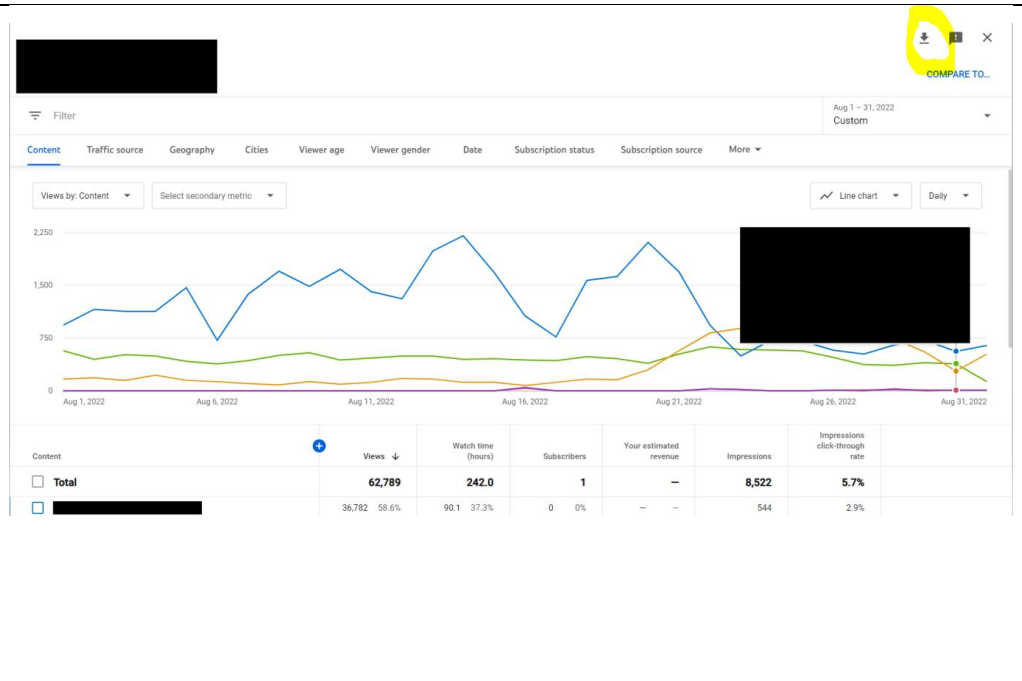 COMPARE TO...
Filter
Aug 1 – 31, 2022
Custom
Content Traffic source Geography Cities Viewer age Viewer gender Date Subscription status Subscription source More
Views by: Content Select secondary metric Line chart Daily
2,250
1,500
750
0
Aug 1, 2022 Aug 6, 2022 Aug 11, 2022 Aug 16, 2022 Aug 21, 2022 Aug 26, 2022 Aug 31, 2022
Content Views Watch time (hours) Subscribers Your estimated revenue Impressions Impressions click-through rate
Total 62,789 242.0 1 – 8,522 5.7%
36,782 58.6% 90.1 37.3% 0 0% – – 544 2.9%